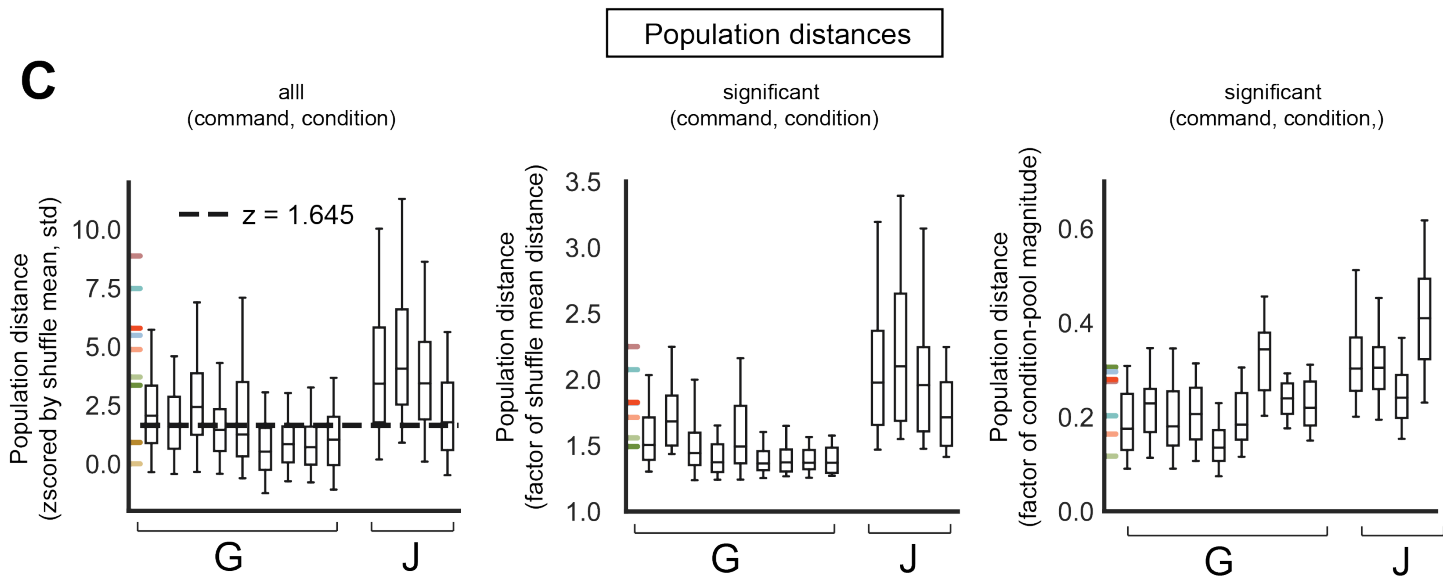 Population distances
C
alll
(command, condition)
Population distance
(zscored by shuffle mean, std)
10.0
7.5
5.0
2.5
0.0
z = 1.645
G
J
significant
(command, condition)
Population distance
(factor of shuffle mean distance)
3.5
3.0
2.5
2.0
1.5
1.0
G
J
significant
(command, condition,)
Population distance
(factor of condition-pool magnitude)
0.6
0.4
0.2
0.0
G
J